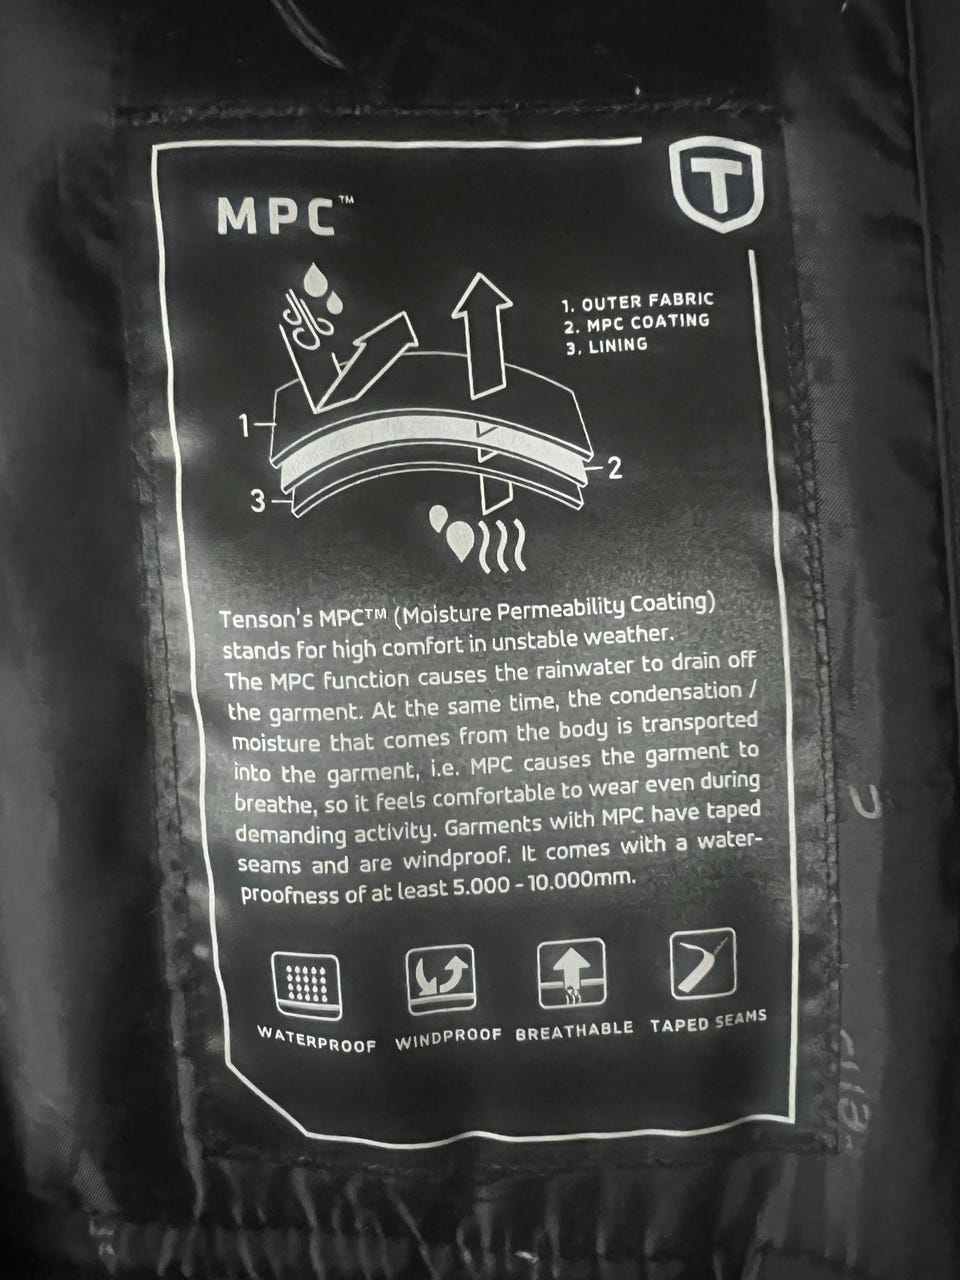 T
MPC™
1. OUTER FABRIC
2. MPC COATING
3. LINING
1
2
3
Tenson's MPC™ (Moisture Permeability Coating)
stands for high comfort in unstable weather.
The MPC function causes the rainwater to drain off
the garment. At the same time, the condensation /
moisture that comes from the body is transported
into the garment, i.e. MPC causes the garment to
breathe, so it feels comfortable to wear even during
demanding activity. Garments with MPC have taped
seams and are windproof. It comes with a water-
proofness of at least 5.000 - 10.000mm.
WATERPROOF WINDPROOF BREATHABLE TAPED SEAMS